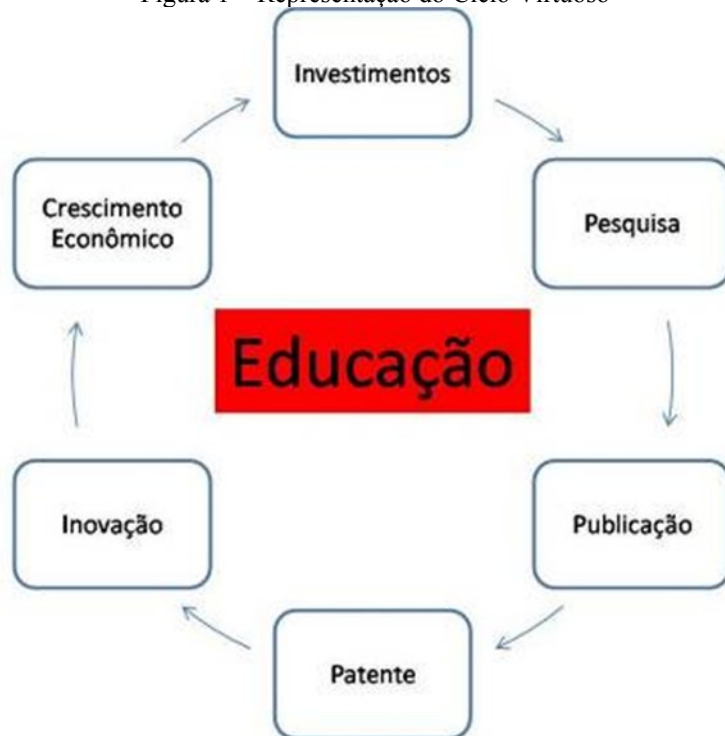 Figura 1 – Representação do Ciclo Virtuoso
Investimentos
Pesquisa
Publicação
Patente
Inovação
Crescimento
Econômico
Educação